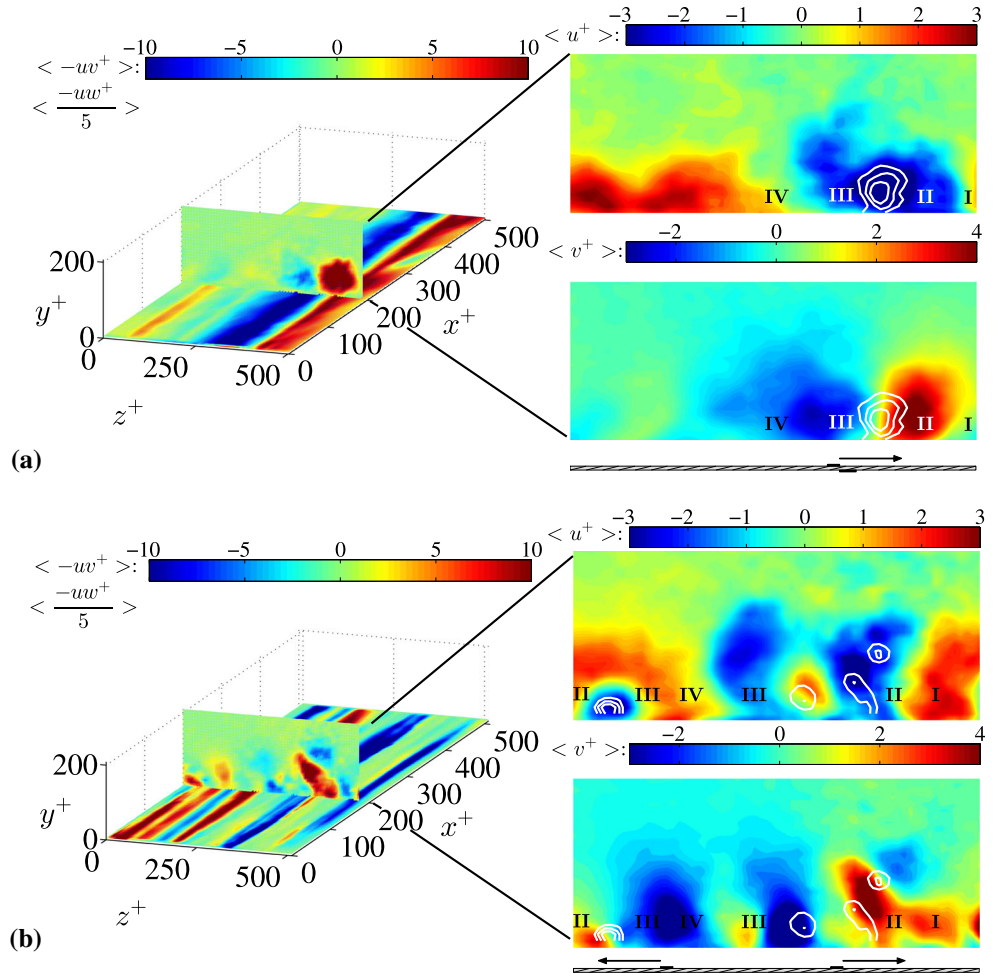 < u⁺ >: −3 −2 −1 0 1 2 3
< −uv⁺ >: −10 −5 0 5 10
< −uw⁺ / 5 >
IV III II I
< v⁺ >: −2 0 2 4
200
y⁺
0
0 250 500
z⁺
0 100 200 300 400 500
x⁺
IV III II I
(a)
< u⁺ >: −3 −2 −1 0 1 2 3
< −uv⁺ >: −10 −5 0 5 10
< −uw⁺ / 5 >
II III IV III II I
< v⁺ >: −2 0 2 4
200
y⁺
0
0 250 500
z⁺
0 100 200 300 400 500
x⁺
II III IV III II I
(b)